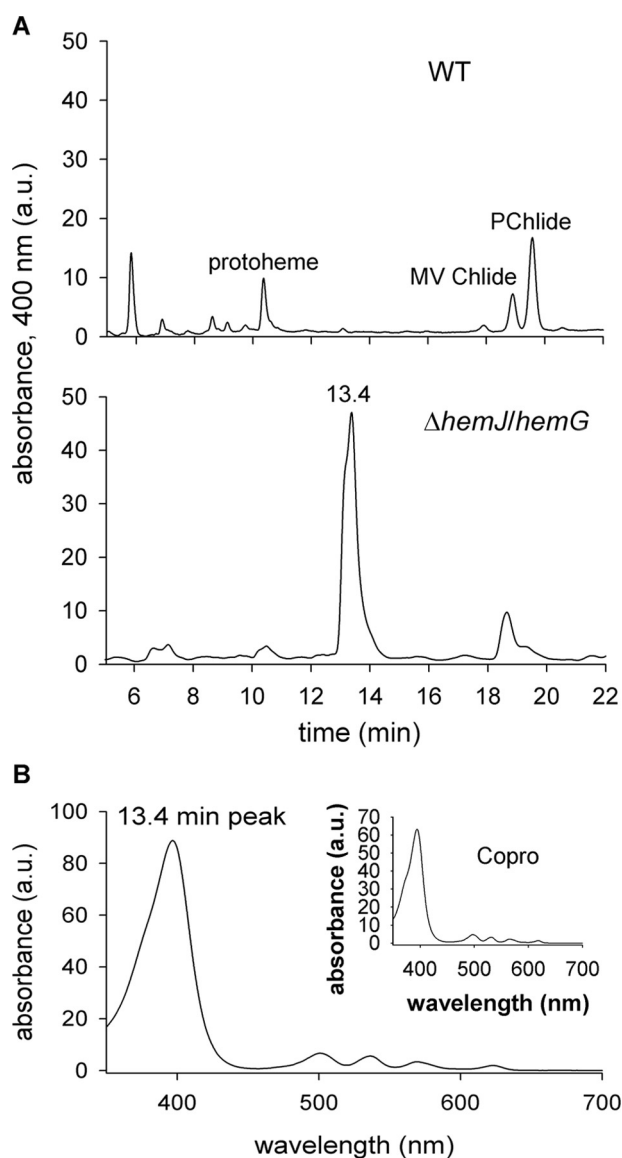 A
50
40
30
20
10
0
WT
protoheme
MV Chlide
PChlide
absorbance, 400 nm (a.u.)
50
40
30
20
10
0
13.4
ΔhemJ/hemG
6 8 10 12 14 16 18 20 22
time (min)
B
100
80
60
40
20
0
13 min peak
absorbance (a.u.)
400 500 600 700
wavelength (nm)
70
60
50
40
30
20
10
0
Copro
absorbance (a.u.)
400 500 600 700
wavelength (nm)